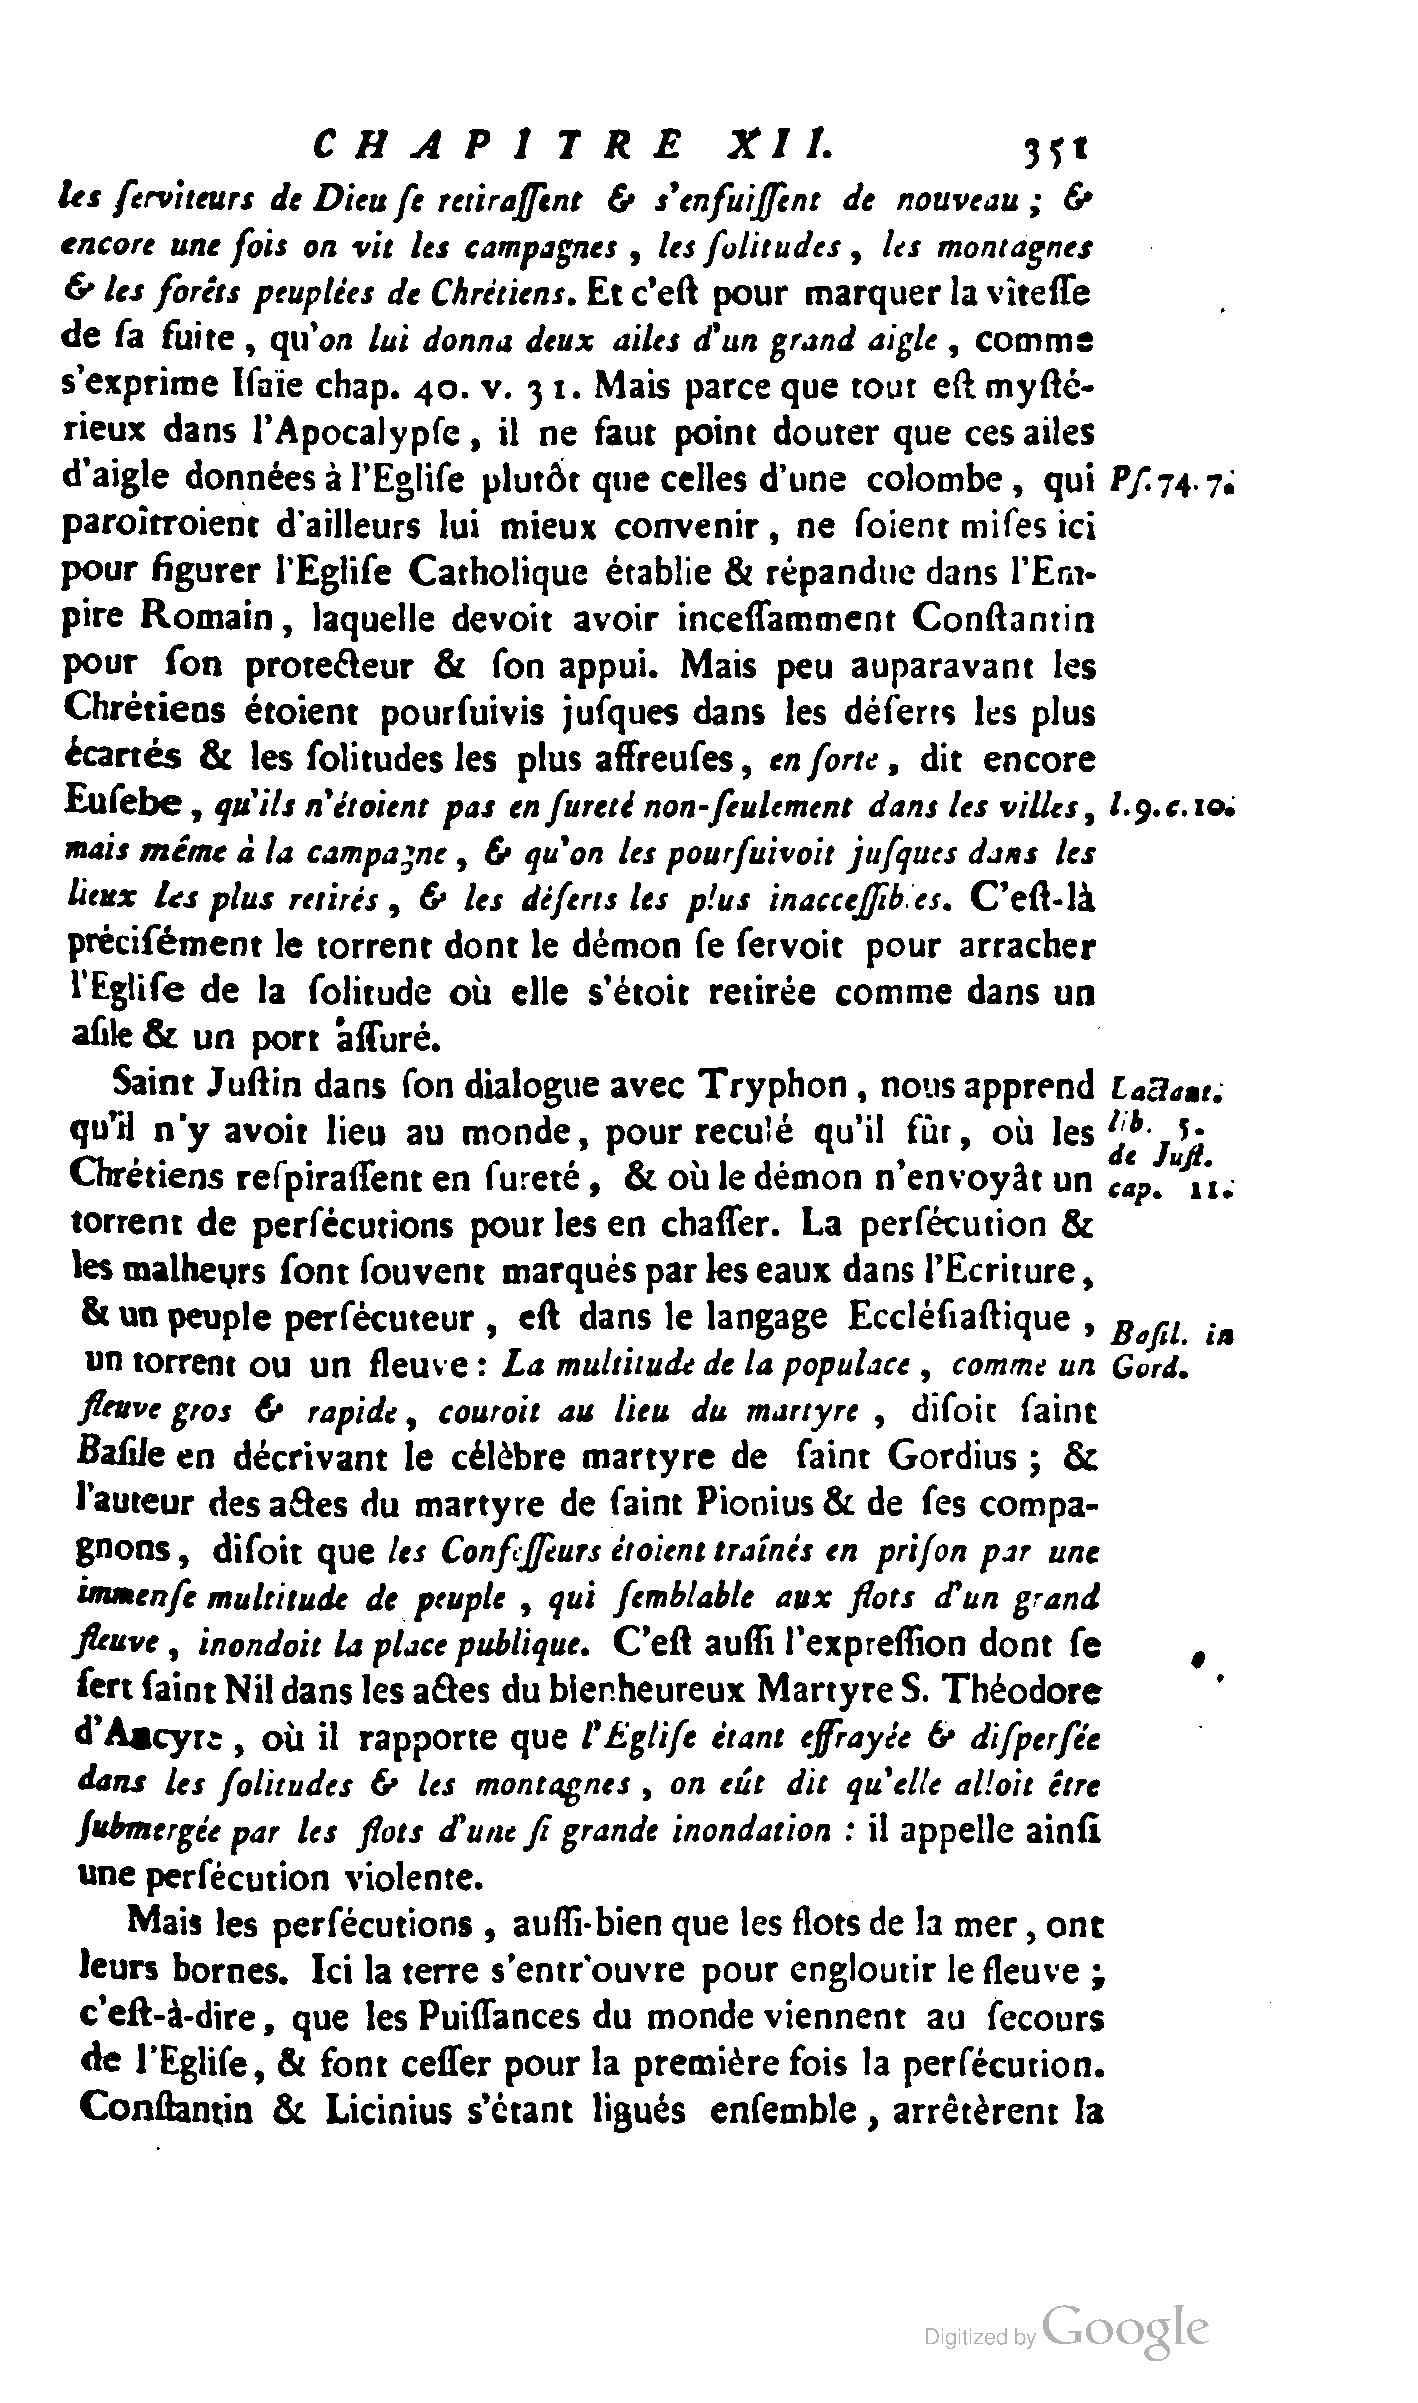 CHAPITRE XII. 351
les ſerviteurs de Dieu ſe retiraſſent & s'enfuiſſent de nouveau ; &
encore une fois on vit les campagnes , les ſolitudes , les montagnes
& les forêts peuplées de Chrétiens. Et c'eſt pour marquer la vîteſſe
de ſa fuite , qu'on lui donna deux ailes d'un grand aigle , comme
s'exprime Iſaïe chap. 40. v. 31. Mais parce que tout eſt myſté-
rieux dans l'Apocalypſe , il ne faut point douter que ces ailes
d'aigle données à l'Egliſe plutôt que celles d'une colombe , qui Pſ. 74. 7.
paroîtroient d'ailleurs lui mieux convenir , ne ſoient miſes ici
pour figurer l'Egliſe Catholique établie & répandue dans l'Em-
pire Romain , laquelle devoit avoir inceſſamment Conſtantin
pour ſon protecteur & ſon appui. Mais peu auparavant les
Chrétiens étoient pourſuivis juſques dans les déſerts les plus
écartés & les ſolitudes les plus affreuſes , en ſorte , dit encore
Euſebe , qu'ils n'étoient pas en ſureté non-ſeulement dans les villes , l. 9. c. 10.
mais même à la campagne , & qu'on les pourſuivoit juſques dans les
lieux les plus retirés , & les déſerts les plus inacceſſibles. C'eſt-là
préciſément le torrent dont le démon ſe ſervoit pour arracher
l'Egliſe de la ſolitude où elle s'étoit retirée comme dans un
aſile & un port aſſuré.
Saint Juſtin dans ſon dialogue avec Tryphon , nous apprend Lactant.
qu'il n'y avoit lieu au monde , pour reculé qu'il fût , où les lib. 5.
de Juſt.
Chrétiens reſpiraſſent en ſureté , & où le démon n'envoyât un cap. 11.
torrent de perſécutions pour les en chaſſer. La perſécution &
les malheurs ſont ſouvent marqués par les eaux dans l'Ecriture ,
& un peuple perſécuteur , eſt dans le langage Eccléſiaſtique , Baſil. in
un torrent ou un fleuve : La multitude de la populace , comme un Gord.
fleuve gros & rapide , couroit au lieu du martyre , diſoit ſaint
Baſile en décrivant le célèbre martyre de ſaint Gordius ; &
l'auteur des actes du martyre de ſaint Pionius & de ſes compa-
gnons , diſoit que les Confeſſeurs étoient traînés en priſon par une
immenſe multitude de peuple , qui ſemblable aux flots d'un grand
fleuve , inondoit la place publique. C'eſt auſſi l'expreſſion dont ſe
ſert ſaint Nil dans les actes du bienheureux Martyre S. Théodore
d'Ancyre , où il rapporte que l'Egliſe étant effrayée & diſperſée
dans les ſolitudes & les montagnes , on eût dit qu'elle alloit être
ſubmergée par les flots d'une ſi grande inondation : il appelle ainſi
une perſécution violente.
Mais les perſécutions , auſſi-bien que les flots de la mer , ont
leurs bornes. Ici la terre s'entr'ouvre pour engloutir le fleuve ;
c'eſt-à-dire , que les Puiſſances du monde viennent au ſecours
de l'Egliſe , & font ceſſer pour la première fois la perſécution.
Conſtantin & Licinius s'étant ligués enſemble , arrêtèrent la
Digitized by Google